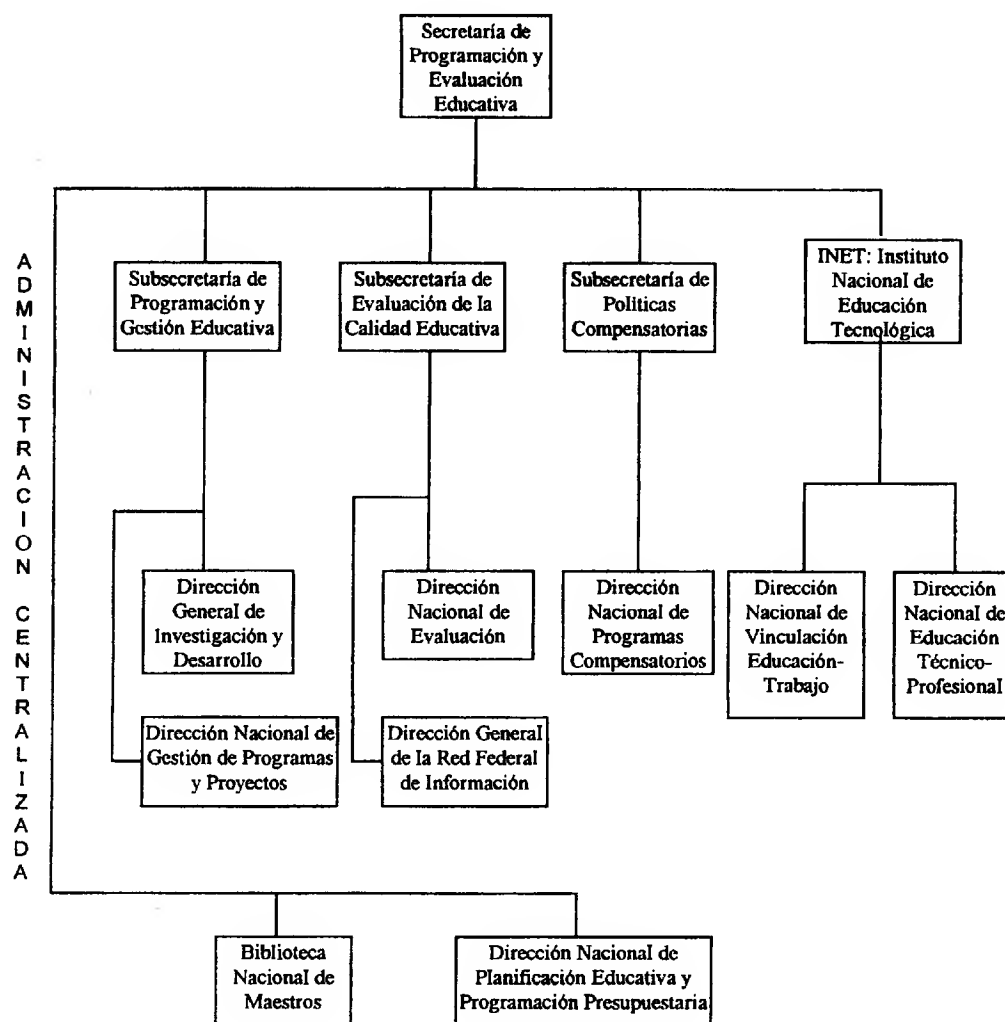 Secretaría de
Programación y
Evaluación
Educativa
ADMINISTRACION CENTRALIZADA
Subsecretaría de
Programación y
Gestión Educativa
Subsecretaría de
Evaluación de la
Calidad Educativa
Subsecretaría de
Políticas
Compensatorias
INET: Instituto
Nacional de
Educación
Tecnológica
Dirección
General de
Investigación y
Desarrollo
Dirección
Nacional de
Evaluación
Dirección
Nacional de
Programas
Compensatorios
Dirección
Nacional de
Vinculación
Educación-
Trabajo
Dirección
Nacional de
Educación
Técnico-
Profesional
Dirección Nacional de
Gestión de Programas
y Proyectos
Dirección General
de la Red Federal
de Información
Biblioteca
Nacional de
Maestros
Dirección Nacional de
Planificación Educativa y
Programación Presupuestaria